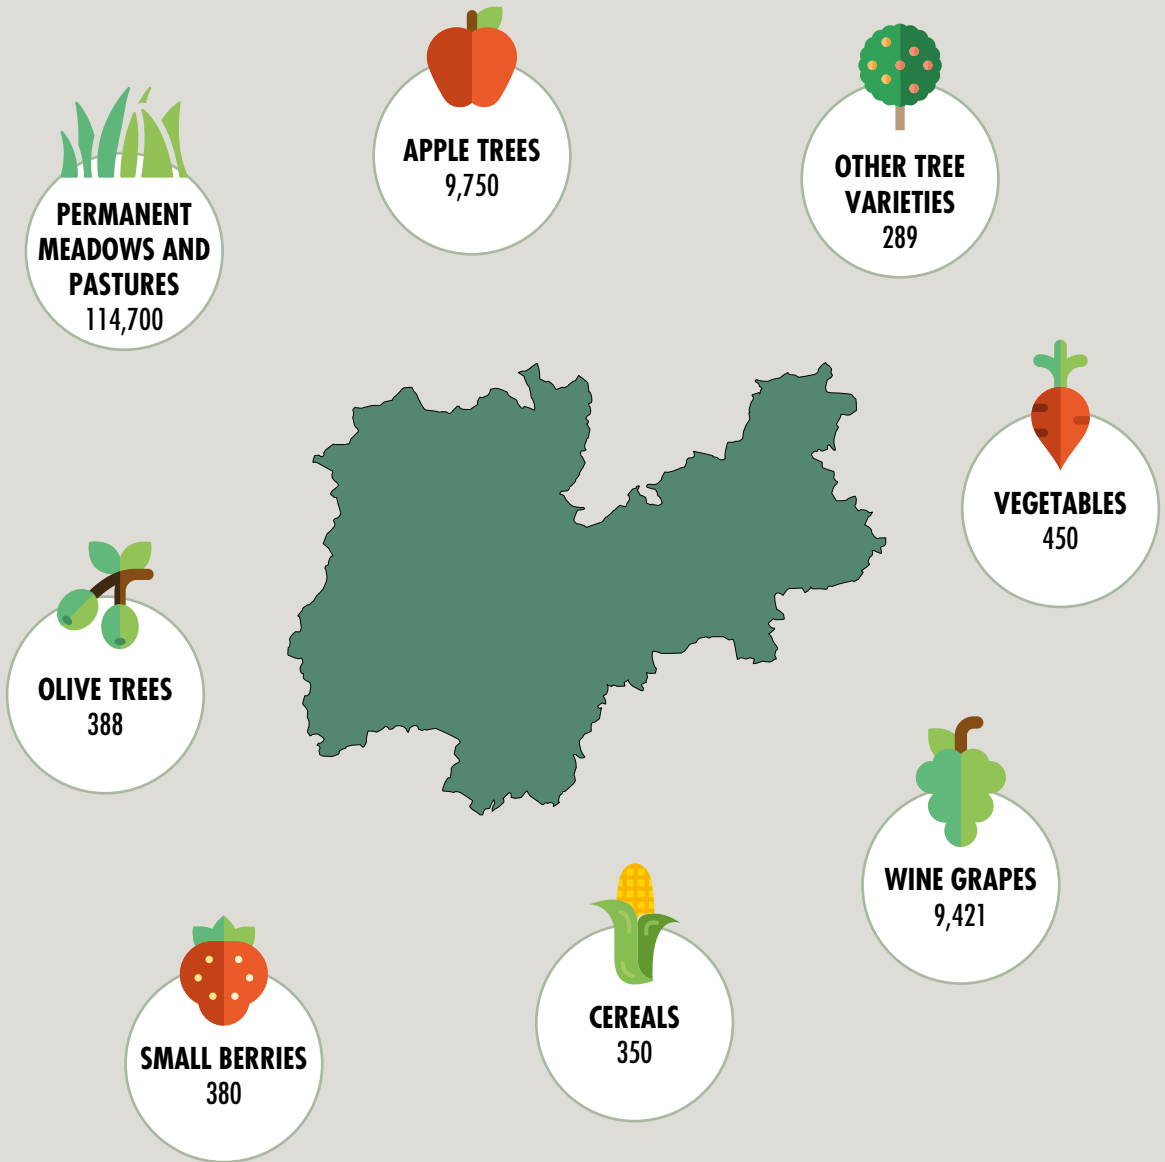 APPLE TREES
9,750
OTHER TREE
VARIETIES
289
PERMANENT
MEADOWS AND
PASTURES
114,700
VEGETABLES
450
OLIVE TREES
388
WINE GRAPES
9,421
CEREALS
350
SMALL BERRIES
380